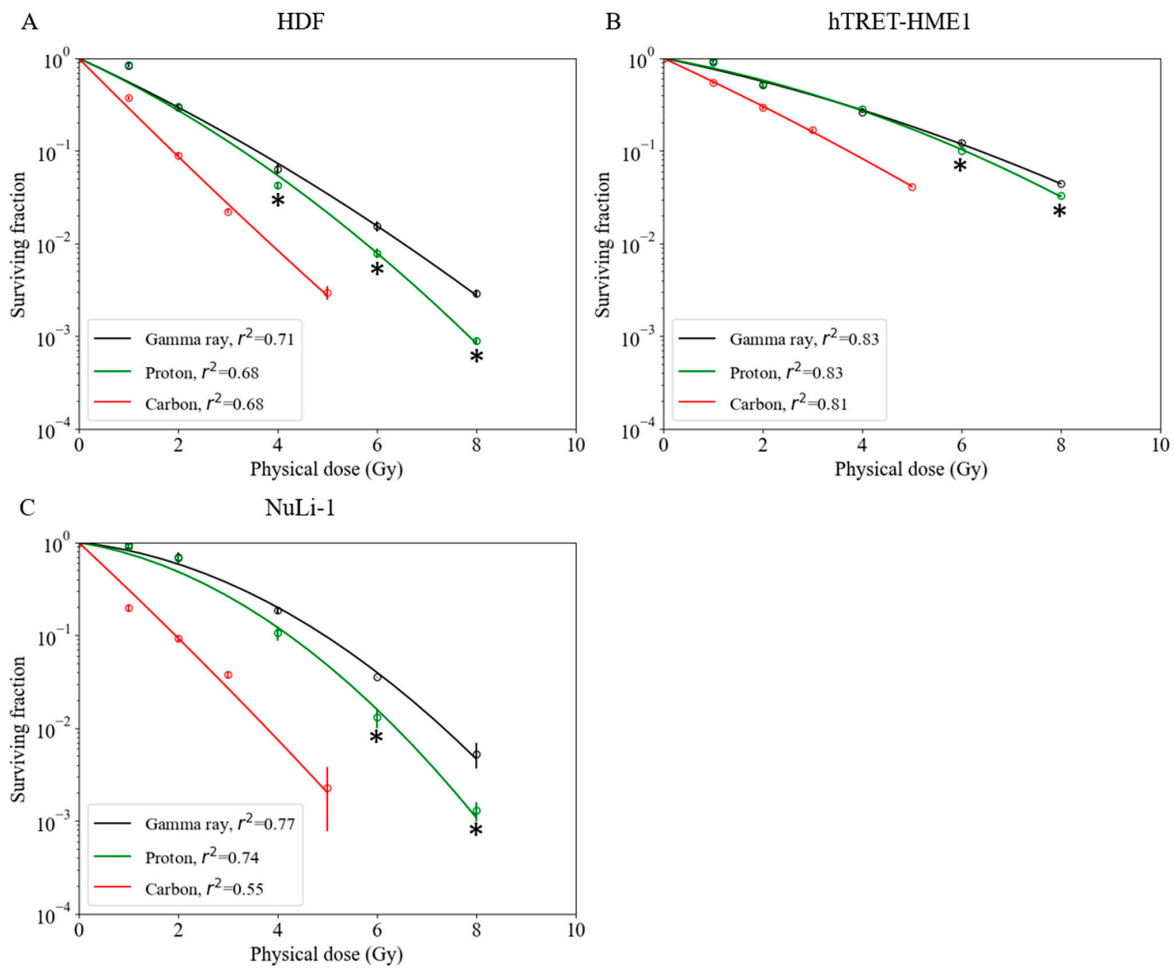 A
HDF
10^0
10^-1
10^-2
10^-3
10^-4
Surviving fraction
Gamma ray, r^2=0.71
Proton, r^2=0.68
Carbon, r^2=0.68
*
*
*
0 2 4 6 8 10
Physical dose (Gy)
B
hTRET-HME1
10^0
10^-1
10^-2
10^-3
10^-4
Surviving fraction
*
*
Gamma ray, r^2=0.83
Proton, r^2=0.83
Carbon, r^2=0.81
0 2 4 6 8 10
Physical dose (Gy)
C
NuLi-1
10^0
10^-1
10^-2
10^-3
10^-4
Surviving fraction
*
*
Gamma ray, r^2=0.77
Proton, r^2=0.74
Carbon, r^2=0.55
0 2 4 6 8 10
Physical dose (Gy)